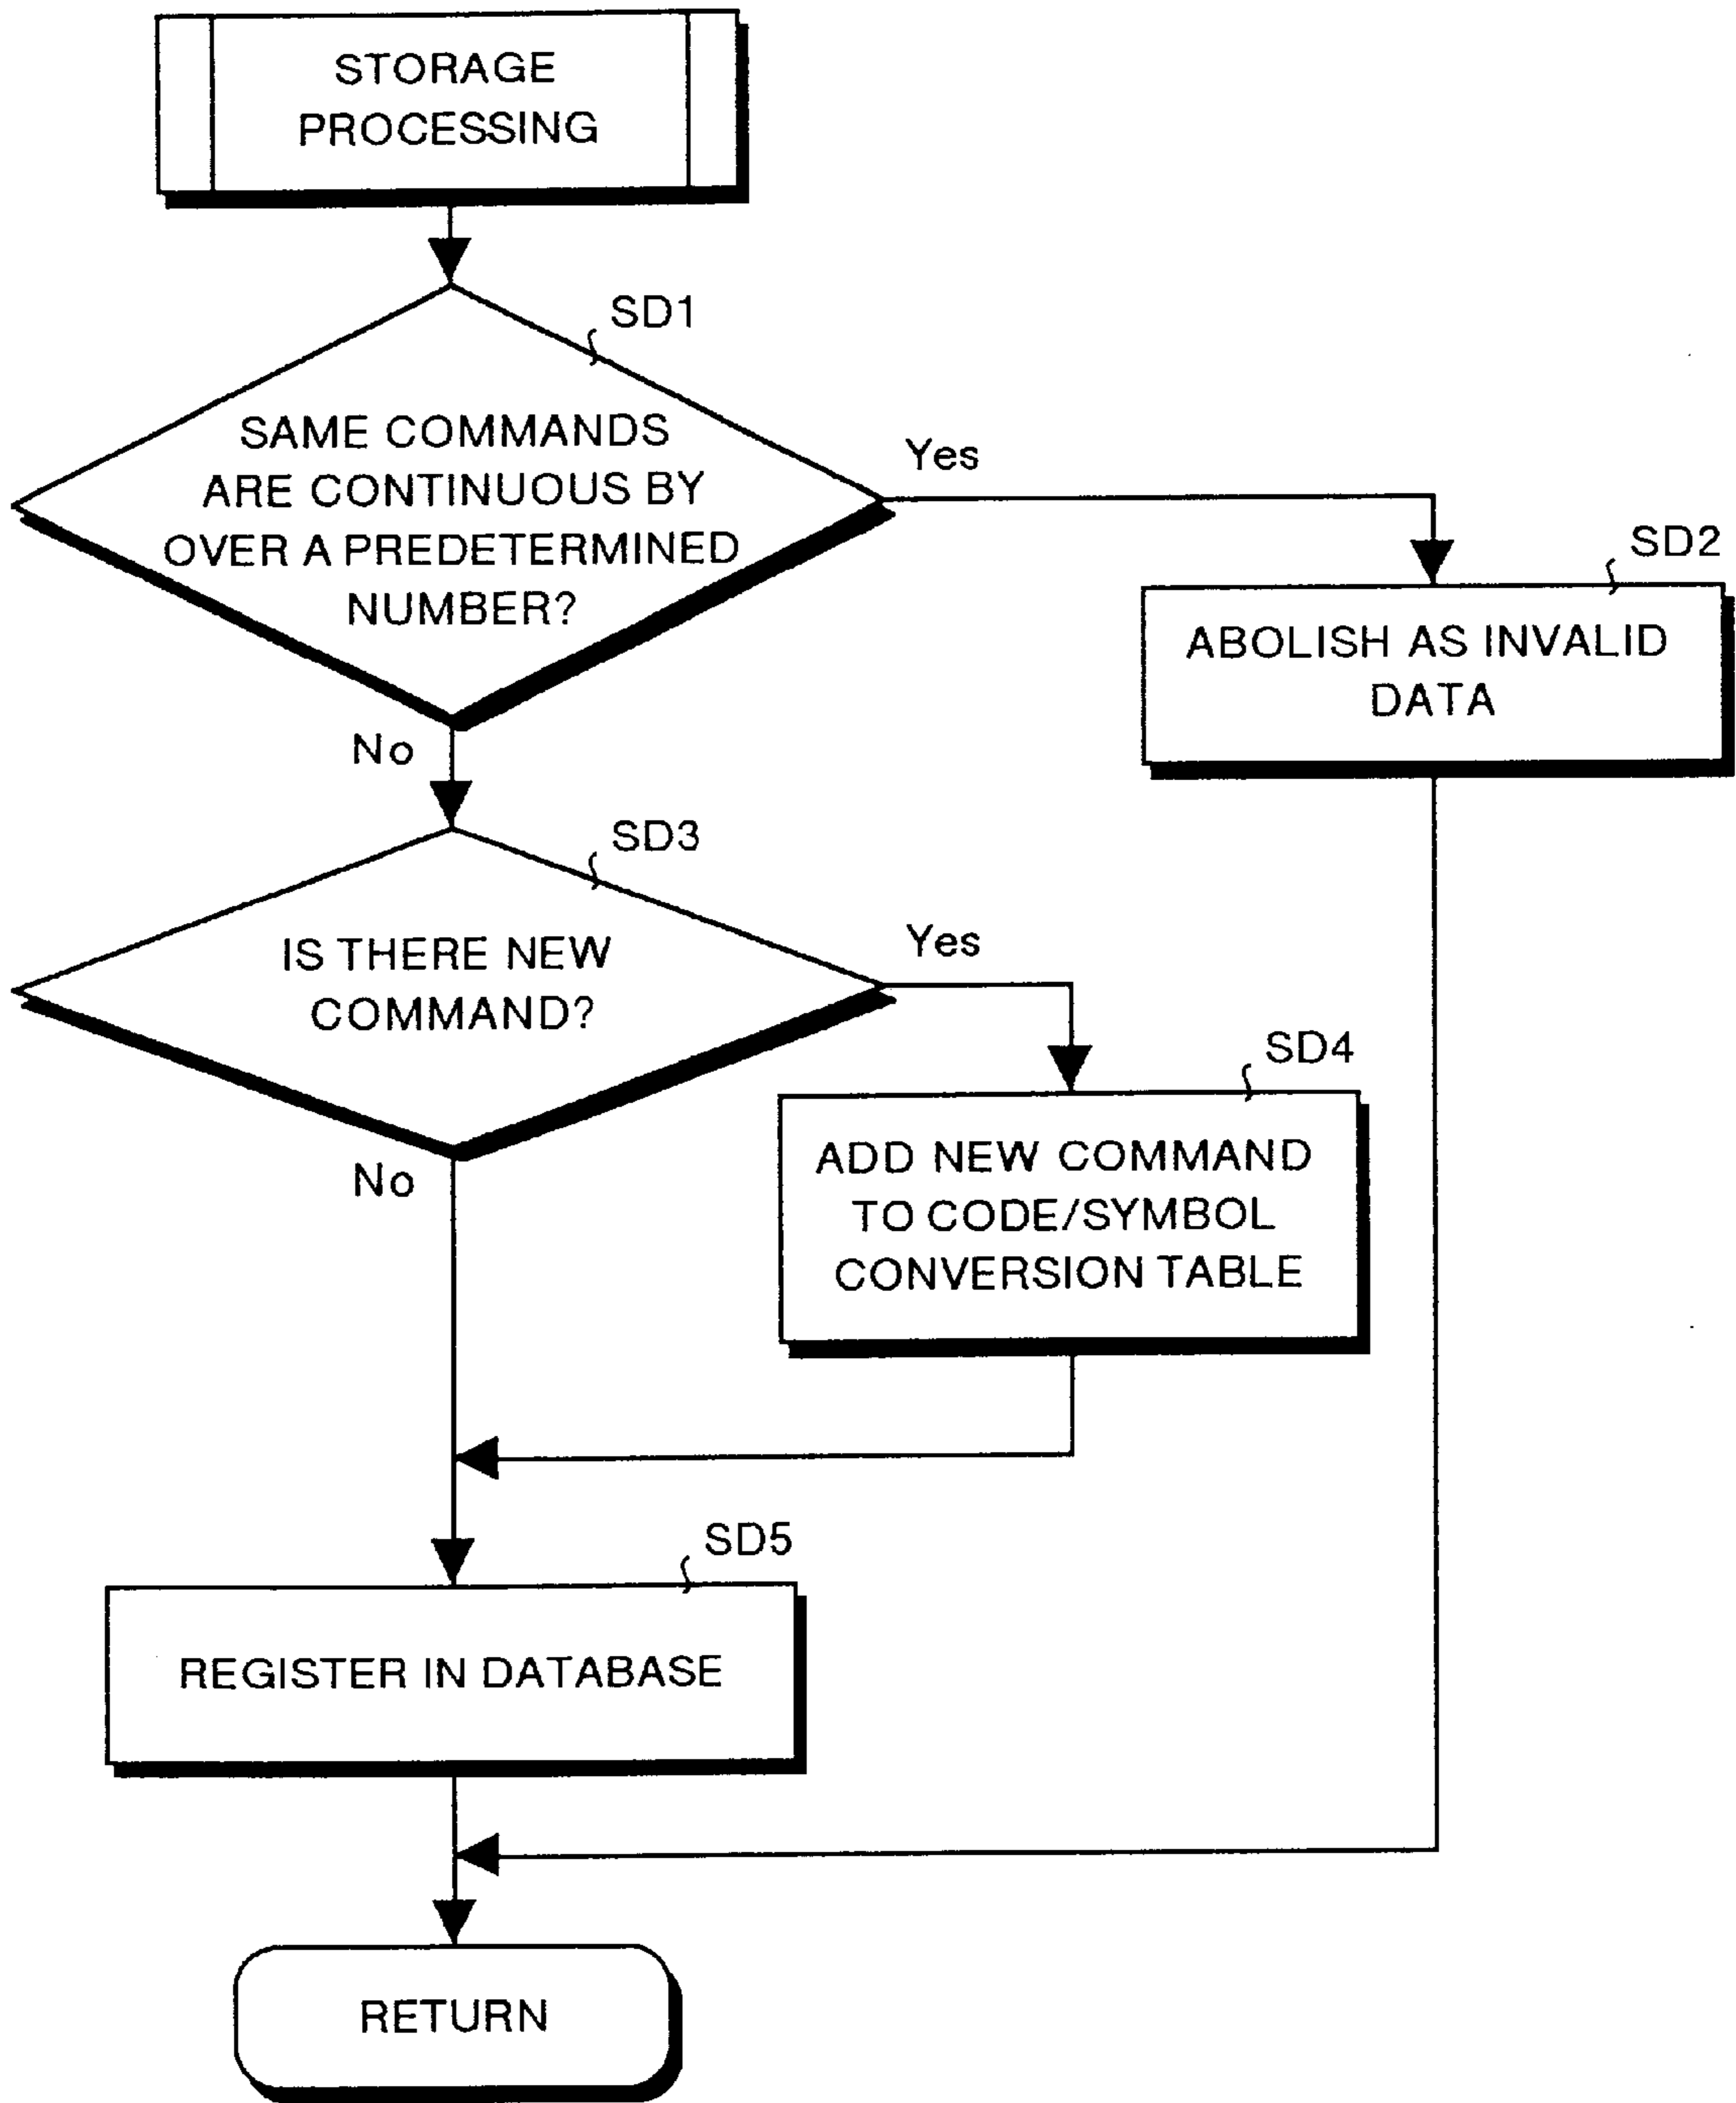 STORAGE
PROCESSING
SD1
SAME COMMANDS
ARE CONTINUOUS BY
OVER A PREDETERMINED
NUMBER?
Yes
No
SD2
ABOLISH AS INVALID
DATA
SD3
IS THERE NEW
COMMAND?
Yes
No
SD4
ADD NEW COMMAND
TO CODE/SYMBOL
CONVERSION TABLE
SD5
REGISTER IN DATABASE
RETURN